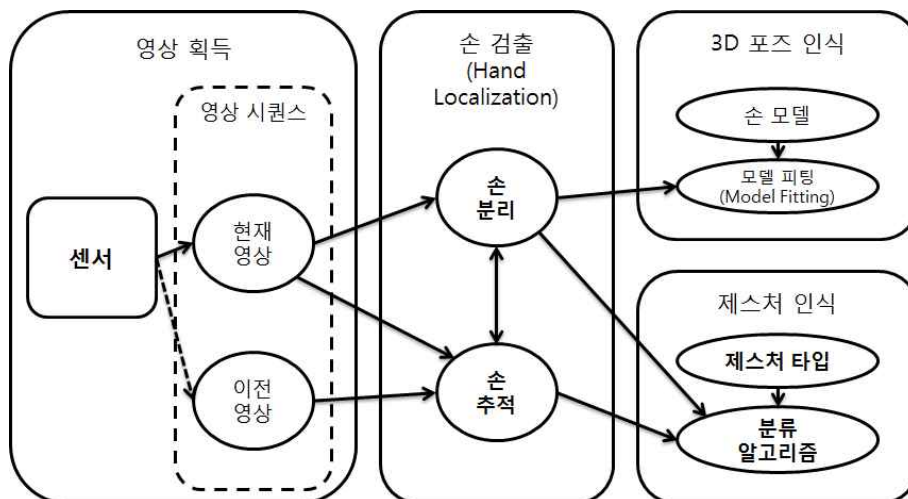 영상 획득
영상 시퀀스
센서
현재
영상
이전
영상
손 검출
(Hand
Localization)
손
분리
손
추적
3D 포즈 인식
손 모델
모델 피팅
(Model Fitting)
제스처 인식
제스처 타입
분류
알고리즘